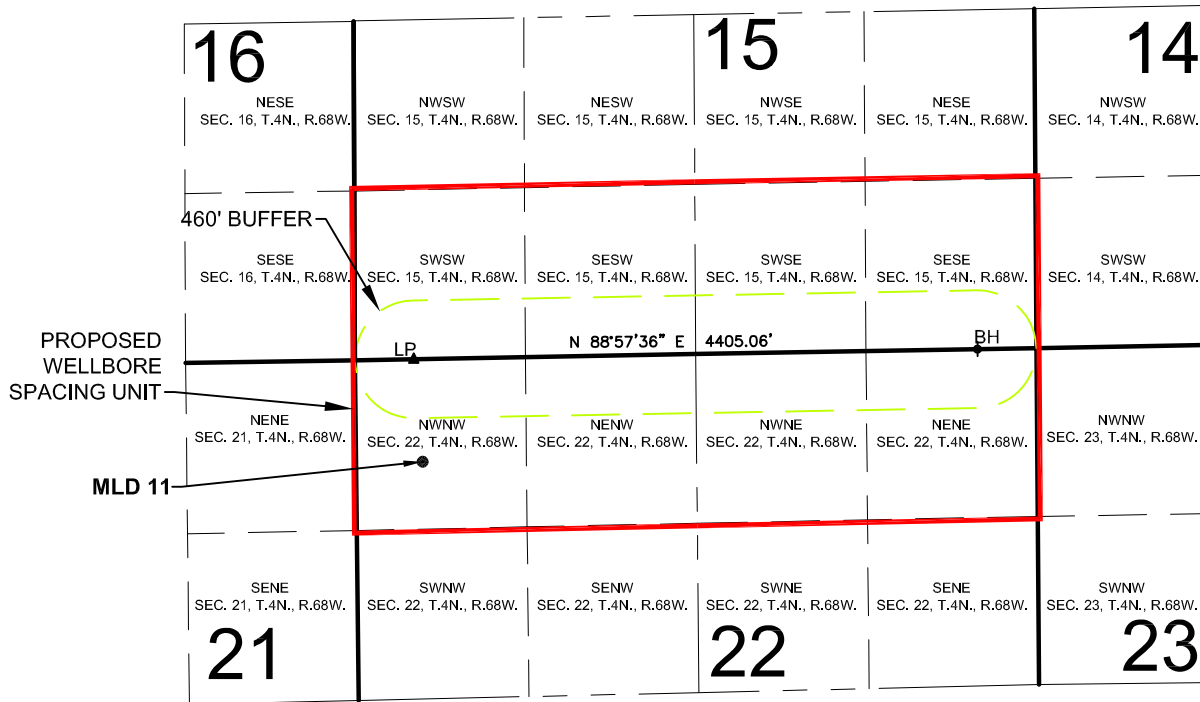 16
15
14
NESE
SEC. 16, T.4N., R.68W.
NWSW
SEC. 15, T.4N., R.68W.
NESW
SEC. 15, T.4N., R.68W.
NWSE
SEC. 15, T.4N., R.68W.
NESE
SEC. 15, T.4N., R.68W.
NWSW
SEC. 14, T.4N., R.68W.
460' BUFFER
SESE
SEC. 16, T.4N., R.68W.
SWSW
SEC. 15, T.4N., R.68W.
SESW
SEC. 15, T.4N., R.68W.
SWSE
SEC. 15, T.4N., R.68W.
SESE
SEC. 15, T.4N., R.68W.
SWSW
SEC. 14, T.4N., R.68W.
PROPOSED
WELLBORE
SPACING UNIT
LP
N 88°57'36" E 4405.06'
BH
NENE
SEC. 21, T.4N., R.68W.
NWNW
SEC. 22, T.4N., R.68W.
NENW
SEC. 22, T.4N., R.68W.
NWNE
SEC. 22, T.4N., R.68W.
NENE
SEC. 22, T.4N., R.68W.
NWNW
SEC. 23, T.4N., R.68W.
MLD 11
SENE
SEC. 21, T.4N., R.68W.
SWNW
SEC. 22, T.4N., R.68W.
SENW
SEC. 22, T.4N., R.68W.
SWNE
SEC. 22, T.4N., R.68W.
SENE
SEC. 22, T.4N., R.68W.
SWNW
SEC. 23, T.4N., R.68W.
21
22
23